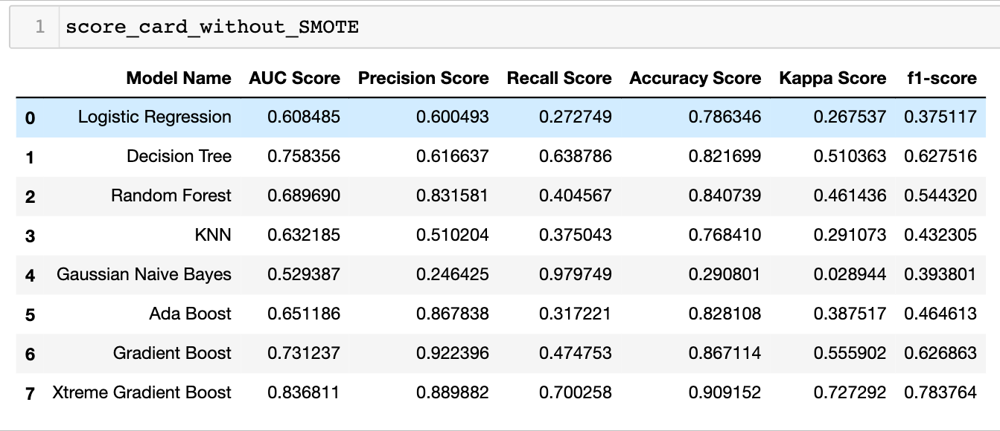 1 score_card_without_SMOTE
Model Name AUC Score Precision Score Recall Score Accuracy Score Kappa Score f1-score
0 Logistic Regression 0.608485 0.600493 0.272749 0.786346 0.267537 0.375117
1 Decision Tree 0.758356 0.616637 0.638786 0.821699 0.510363 0.627516
2 Random Forest 0.689690 0.831581 0.404567 0.840739 0.461436 0.544320
3 KNN 0.632185 0.510204 0.375043 0.768410 0.291073 0.432305
4 Gaussian Naive Bayes 0.529387 0.246425 0.979749 0.290801 0.028944 0.393801
5 Ada Boost 0.651186 0.867838 0.317221 0.828108 0.387517 0.464613
6 Gradient Boost 0.731237 0.922396 0.474753 0.867114 0.555902 0.626863
7 Xtreme Gradient Boost 0.836811 0.889882 0.700258 0.909152 0.727292 0.783764